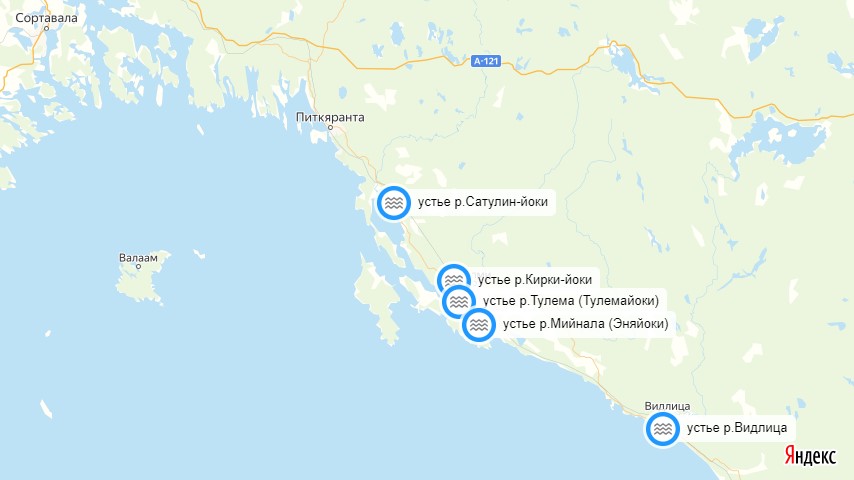 Сортавала
А-121
Питкяранта
устье р.Сатулин-йоки
Валаам
устье р.Кирки-йоки
устье р.Тулема (Тулемайоки)
устье р.Мийнала (Эняйоки)
Видлица
устье р.Видлица
Яндекс